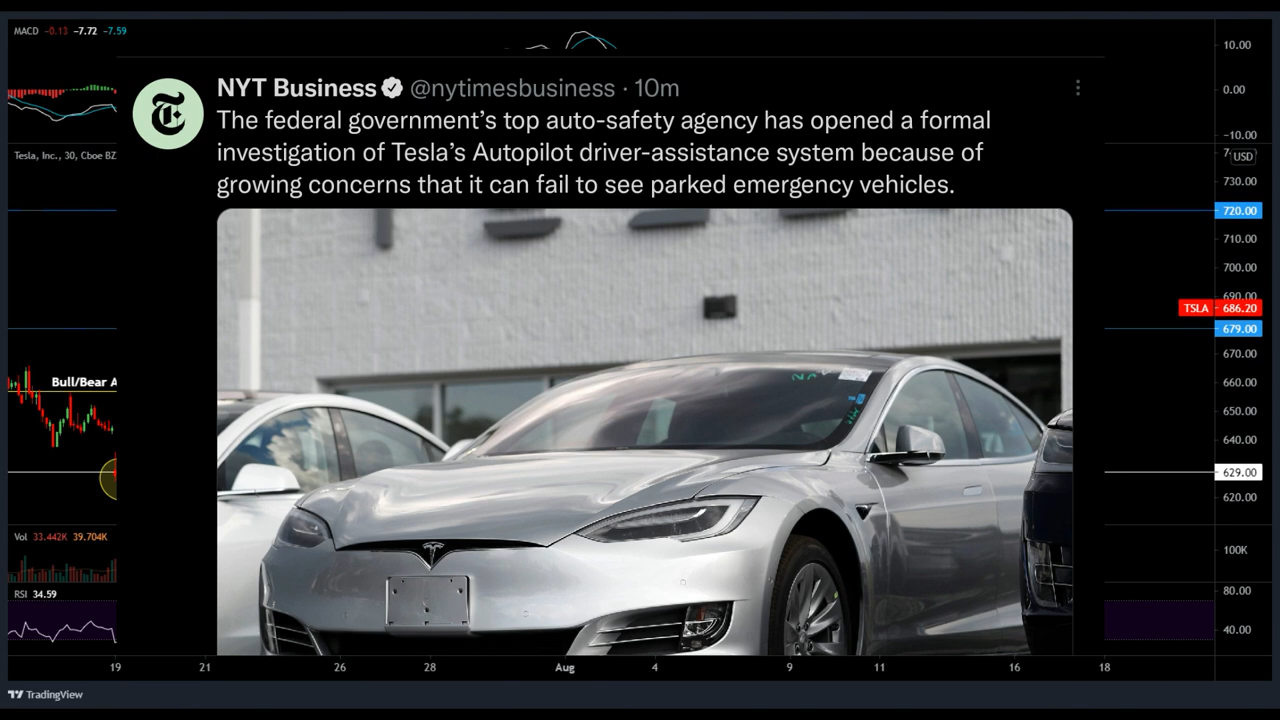 MACD -0.13 -7.72 -7.59
10.00
0.00
-10.00
NYT Business @nytimesbusiness · 10m
The federal government's top auto-safety agency has opened a formal
investigation of Tesla's Autopilot driver-assistance system because of
growing concerns that it can fail to see parked emergency vehicles.
Tesla, Inc., 30, Cboe BZ
USD
730.00
720.00
710.00
700.00
690.00
TSLA 686.20
679.00
670.00
660.00
650.00
640.00
629.00
620.00
Bull/Bear A
Vol 33.442K 39.704K
100K
RSI 34.59
80.00
40.00
19 21 26 28 Aug 4 9 11 16 18
TradingView